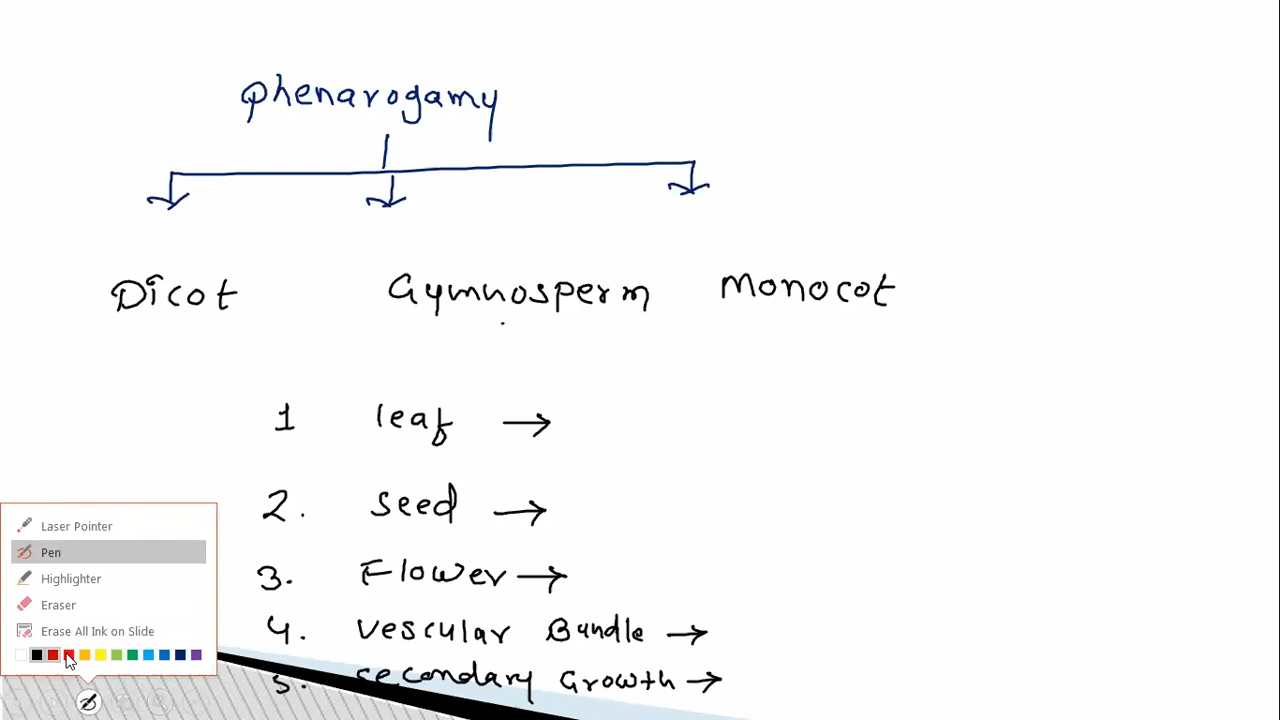 phenarogamy
Dicot Gymnosperm Monocot
1 leaf →
2. seed →
3. Flower →
4. vescular Bundle →
5. secondary Growth →
Laser Pointer
Pen
Highlighter
Eraser
Erase All Ink on Slide